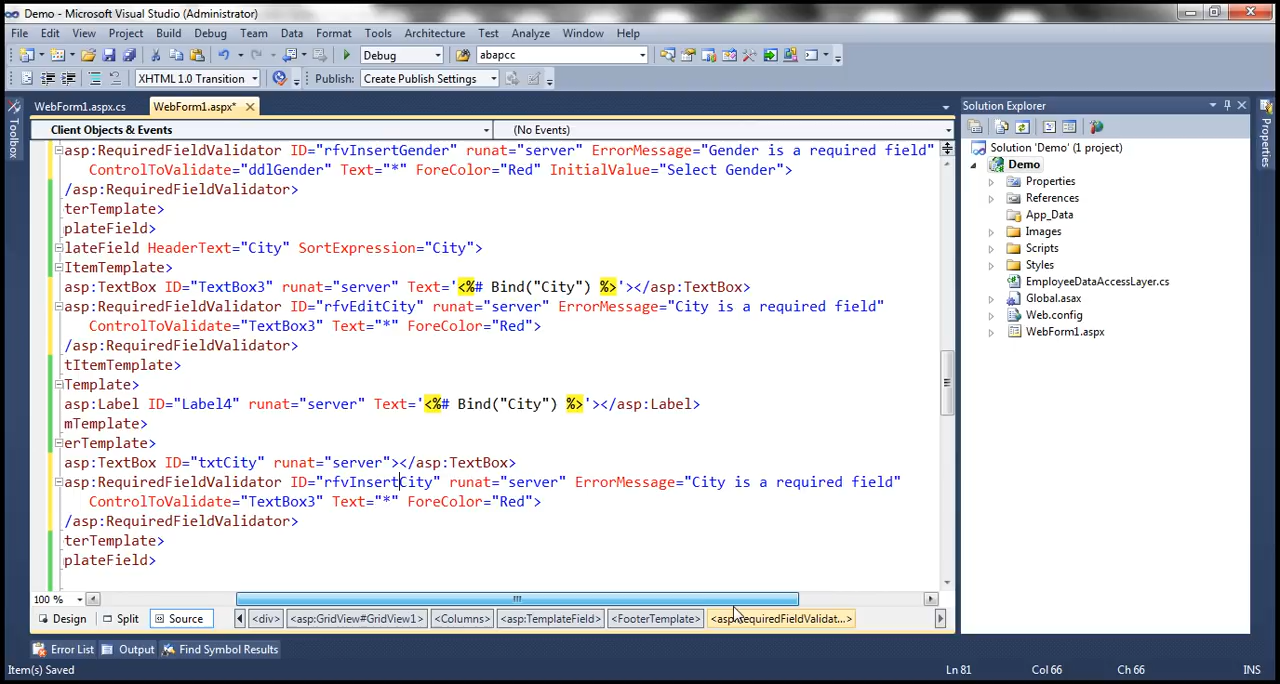 Demo - Microsoft Visual Studio (Administrator)
File Edit View Project Build Debug Team Data Format Tools Architecture Test Analyze Window Help
Debug abapcc
XHTML 1.0 Transition Publish: Create Publish Settings
WebForm1.aspx.cs WebForm1.aspx*
Client Objects & Events (No Events)
asp:RequiredFieldValidator ID="rfvInsertGender" runat="server" ErrorMessage="Gender is a required field"
ControlToValidate="ddlGender" Text="*" ForeColor="Red" InitialValue="Select Gender">
/asp:RequiredFieldValidator>
terTemplate>
plateField>
lateField HeaderText="City" SortExpression="City">
ItemTemplate>
asp:TextBox ID="TextBox3" runat="server" Text='<%# Bind("City") %>'></asp:TextBox>
asp:RequiredFieldValidator ID="rfvEditCity" runat="server" ErrorMessage="City is a required field"
ControlToValidate="TextBox3" Text="*" ForeColor="Red">
/asp:RequiredFieldValidator>
tItemTemplate>
Template>
asp:Label ID="Label4" runat="server" Text='<%# Bind("City") %>'></asp:Label>
mTemplate>
erTemplate>
asp:TextBox ID="txtCity" runat="server"></asp:TextBox>
asp:RequiredFieldValidator ID="rfvInsertCity" runat="server" ErrorMessage="City is a required field"
ControlToValidate="TextBox3" Text="*" ForeColor="Red">
/asp:RequiredFieldValidator>
terTemplate>
plateField>
100 %
Design Split Source <div> <asp:GridView#GridView1> <Columns> <asp:TemplateField> <FooterTemplate> <asp:RequiredFieldValidat...>
Error List Output Find Symbol Results
Item(s) Saved Ln 81 Col 66 Ch 66 INS
Toolbox
Solution Explorer
Solution 'Demo' (1 project)
Demo
Properties
References
App_Data
Images
Scripts
Styles
EmployeeDataAccessLayer.cs
Global.asax
Web.config
WebForm1.aspx
Properties